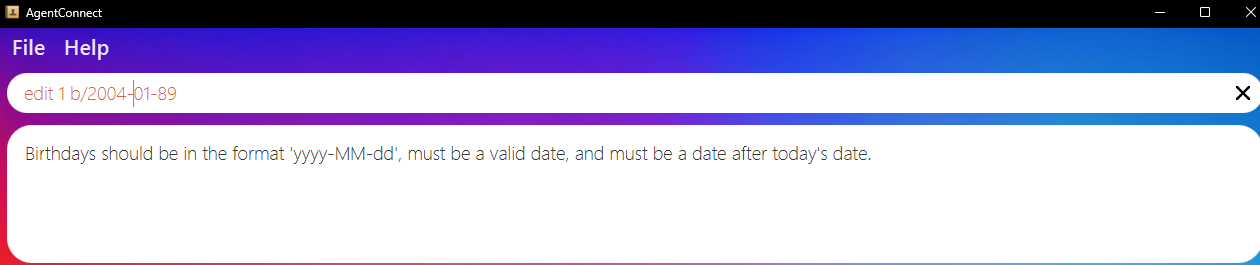 AgentConnect
File Help
edit 1 b/2004-01-89
Birthdays should be in the format 'yyyy-MM-dd', must be a valid date, and must be a date after today's date.